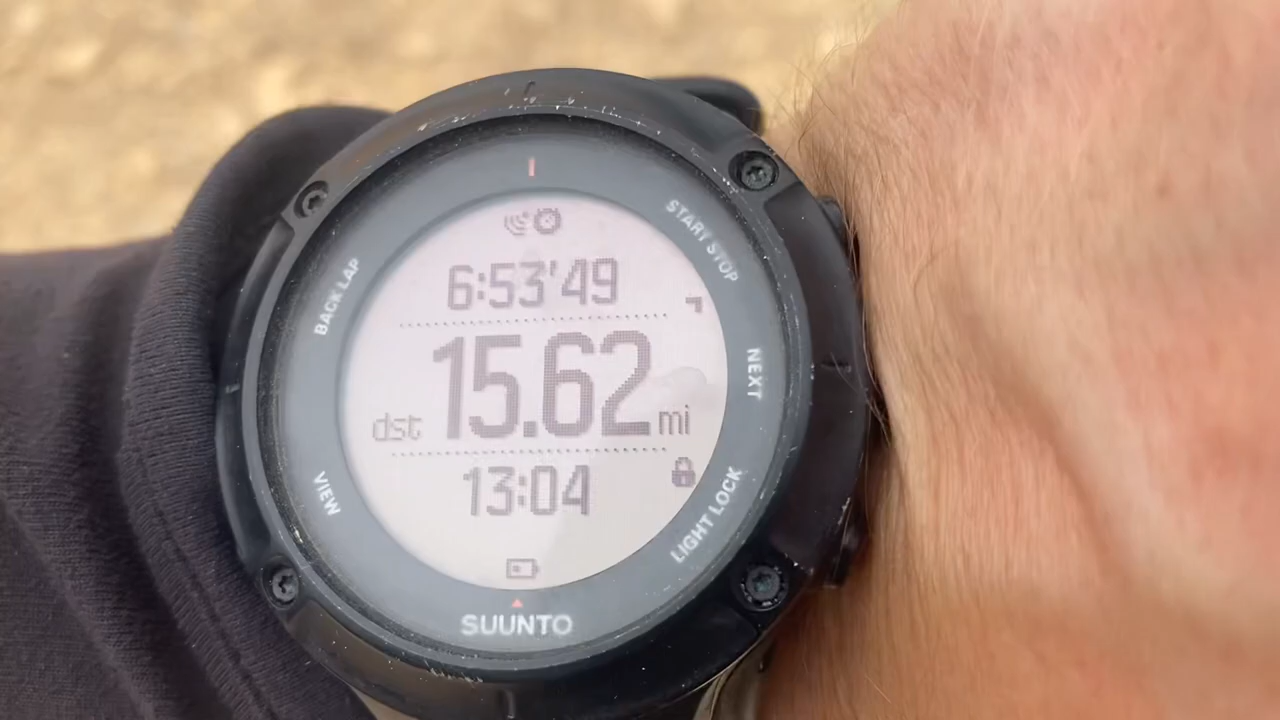 START STOP
BACK LAP
6:53'49
NEXT
dst 15.62 mi
13:04
VIEW
LIGHT LOCK
SUUNTO